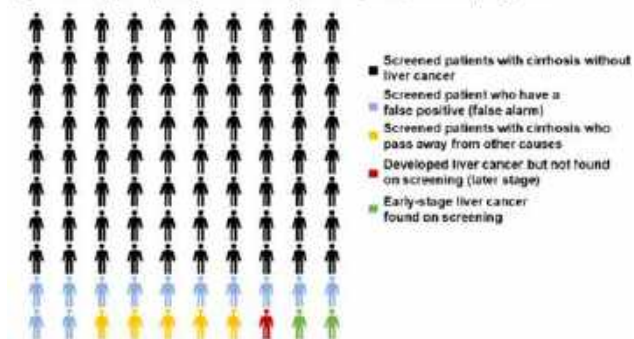 Screened patients with cirrhosis without
liver cancer
Screened patient who have a
false positive (false alarm)
Screened patients with cirrhosis who
pass away from other causes
Developed liver cancer but not found
on screening (later stage)
Early-stage liver cancer
found on screening